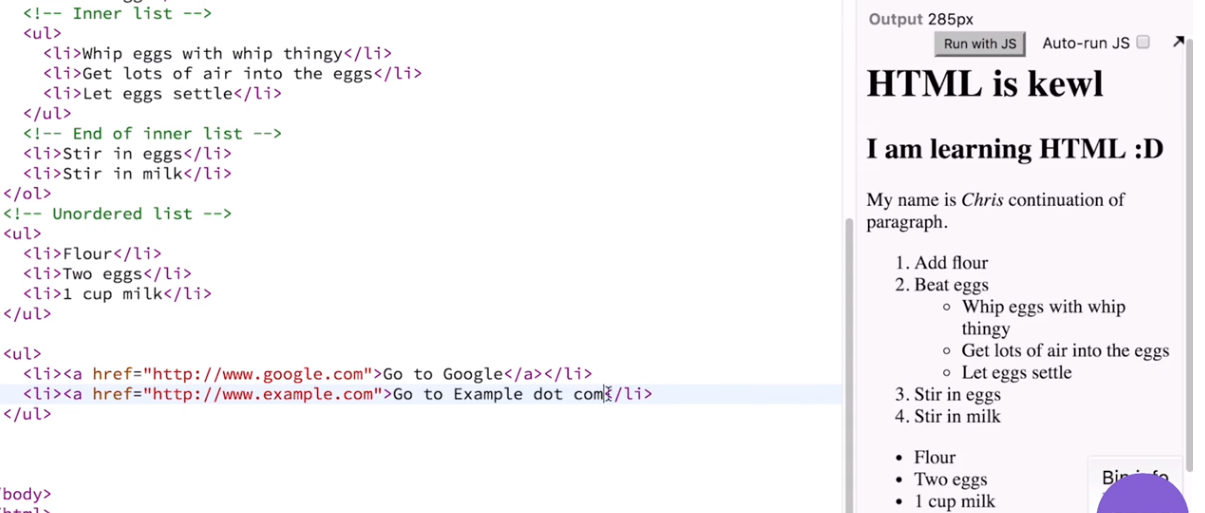 <!-- Inner list -->
<ul>
<li>Whip eggs with whip thingy</li>
<li>Get lots of air into the eggs</li>
<li>Let eggs settle</li>
</ul>
<!-- End of inner list -->
<li>Stir in eggs</li>
<li>Stir in milk</li>
</ol>
<!-- Unordered list -->
<ul>
<li>Flour</li>
<li>Two eggs</li>
<li>1 cup milk</li>
</ul>
<ul>
<li><a href="http://www.google.com">Go to Google</a></li>
<li><a href="http://www.example.com">Go to Example dot com</li>
</ul>
/body>
Output 285px
Run with JS Auto-run JS
HTML is kewl
I am learning HTML :D
My name is Chris continuation of
paragraph.
1. Add flour
2. Beat eggs
Whip eggs with whip
thingy
Get lots of air into the eggs
Let eggs settle
3. Stir in eggs
4. Stir in milk
Flour
Two eggs
1 cup milk